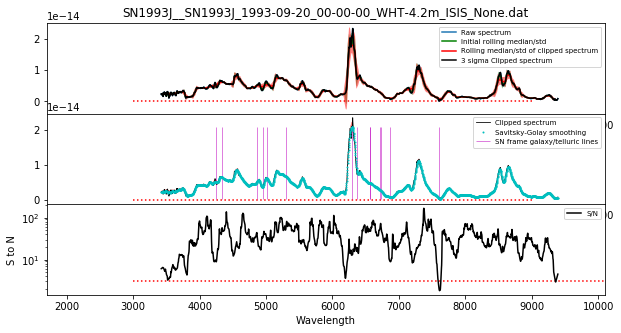 SN1993J__SN1993J_1993-09-20_00-00-00_WHT-4.2m_ISIS_None.dat
1e−14
2
1
0
Raw spectrum
Initial rolling median/std
Rolling median/std of clipped spectrum
3 sigma Clipped spectrum
1e−14
2
1
0
Clipped spectrum
Savitsky-Golay smoothing
SN frame galaxy/telluric lines
S to N
10²
10¹
S/N
2000 3000 4000 5000 6000 7000 8000 9000 10000
Wavelength